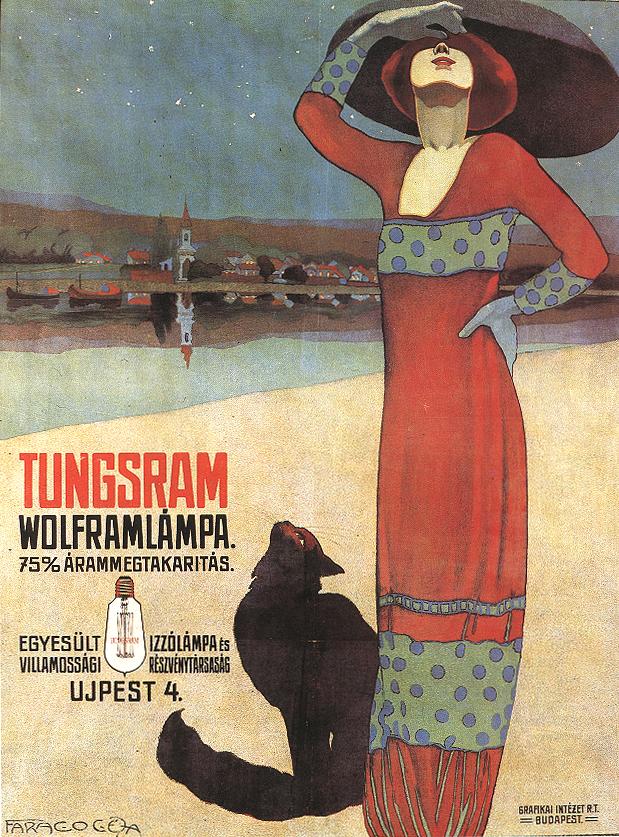 TUNGSRAM
WOLFRAMLÁMPA.
75% ÁRAMMEGTAKARITÁS.
EGYESÜLT IZZÓLÁMPA és
VILLAMOSSÁGI RÉSZVÉNYTÁRSASÁG
UJPEST 4.
FARAGÓ GÉZA
GRAFIKAI INTÉZET R.T.
BUDAPEST.